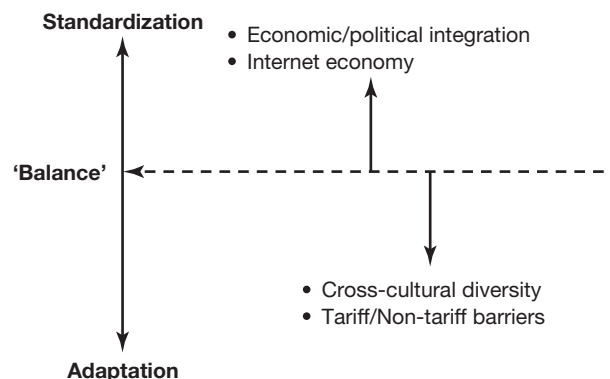 Standardization
• Economic/political integration
• Internet economy
‘Balance’
• Cross-cultural diversity
• Tariff/Non-tariff barriers
Adaptation